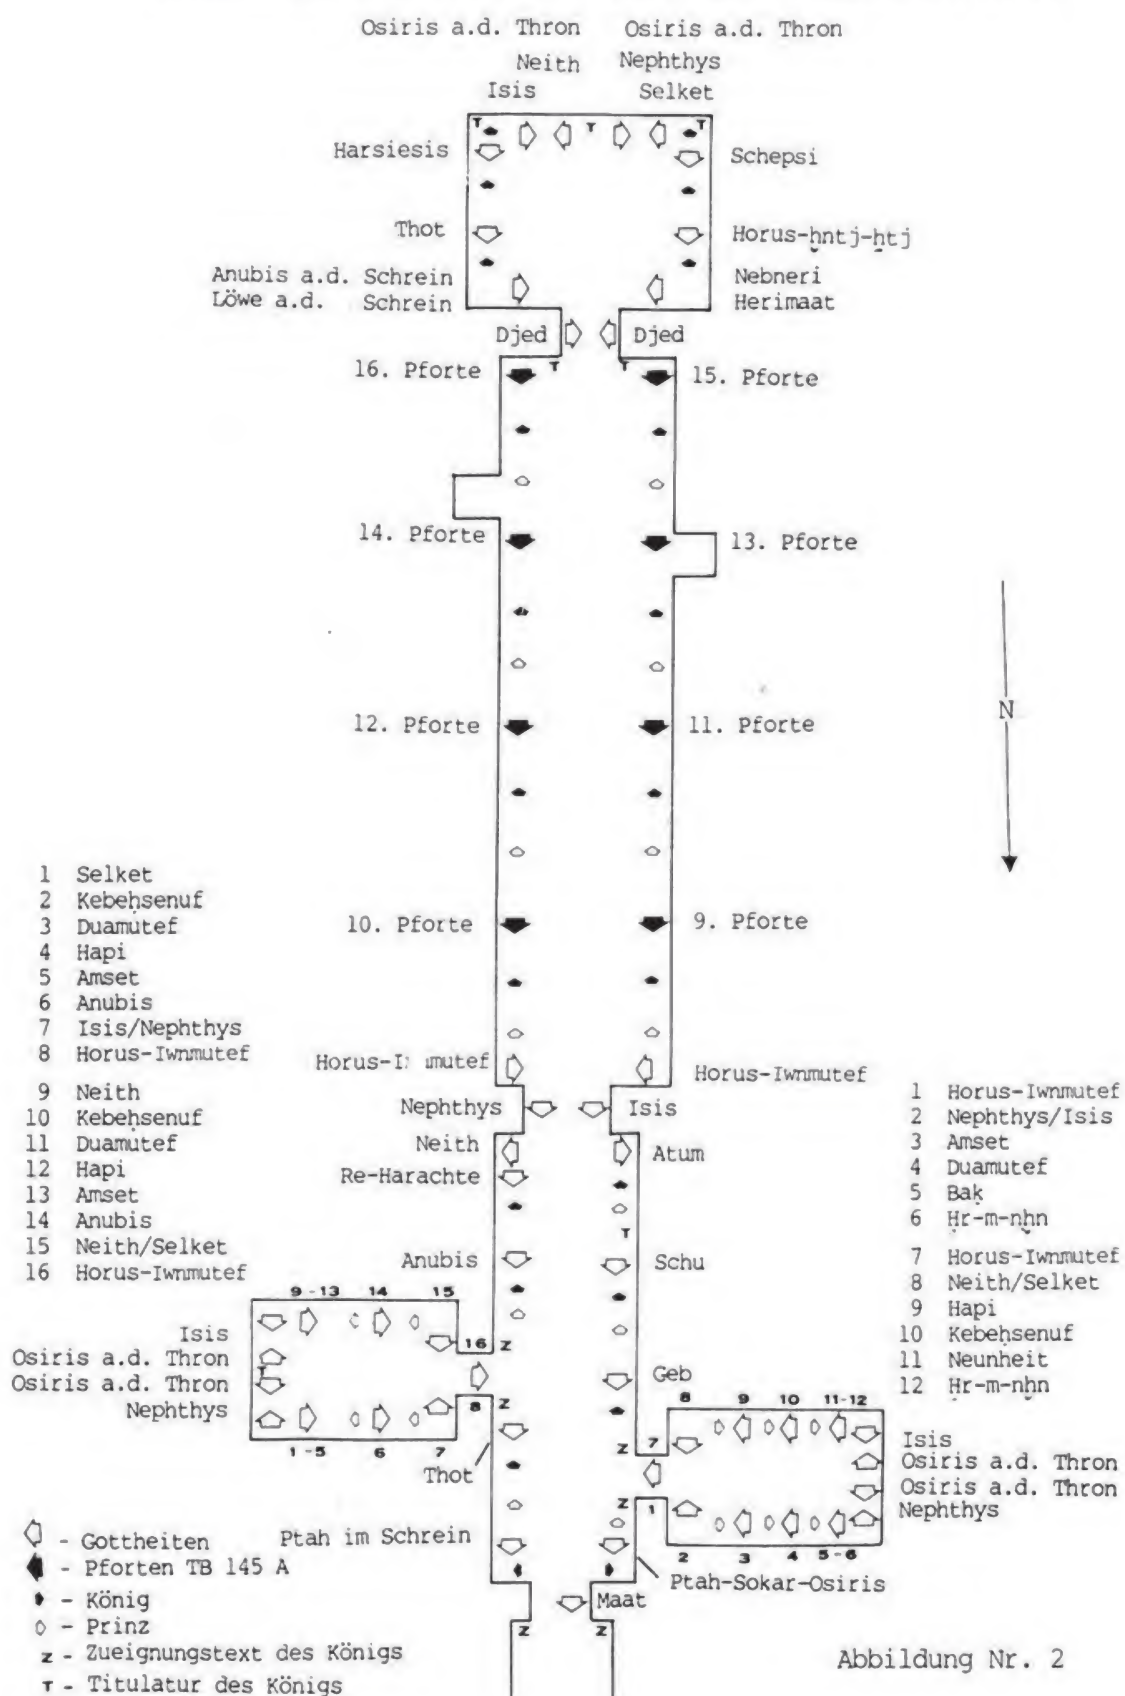 Osiris a.d. Thron Osiris a.d. Thron
Neith Nephthys
Isis Selket
T T T
Harsiesis Schepsi
Thot Horus-ḫntj-ẖtj
Anubis a.d. Schrein Nebneri
Löwe a.d. Schrein Herimaat
Djed Djed
T T
16. Pforte 15. Pforte
14. Pforte 13. Pforte
N
12. Pforte 11. Pforte
10. Pforte 9. Pforte
1 Selket
2 Kebeḥsenuf
3 Duamutef
4 Hapi
5 Amset
6 Anubis
7 Isis/Nephthys
8 Horus-Iwnmutef
9 Neith
10 Kebeḥsenuf
11 Duamutef
12 Hapi
13 Amset
14 Anubis
15 Neith/Selket
16 Horus-Iwnmutef
Horus-I mutef Horus-Iwnmutef
Nephthys Isis
Neith Atum
Re-Harachte
T
Anubis Schu
1 Horus-Iwnmutef
2 Nephthys/Isis
3 Amset
4 Duamutef
5 Bak
6 Ḥr-m-nḫn
7 Horus-Iwnmutef
8 Neith/Selket
9 Hapi
10 Kebeḥsenuf
11 Neunheit
12 Ḥr-m-nḫn
9-13 14 15
16 Z
Isis
Osiris a.d. Thron
T
Osiris a.d. Thron
Nephthys
8 Z
1-5 6 7
Thot
Geb
8 9 10 11-12
Z 7
Isis
Osiris a.d. Thron
Osiris a.d. Thron
Nephthys
Z 1
2 3 4 5-6
Ptah im Schrein
Ptah-Sokar-Osiris
Maat
Z Z
- Gottheiten
- Pforten TB 145 A
- König
- Prinz
Z - Zueignungstext des Königs
T - Titulatur des Königs
Abbildung Nr. 2